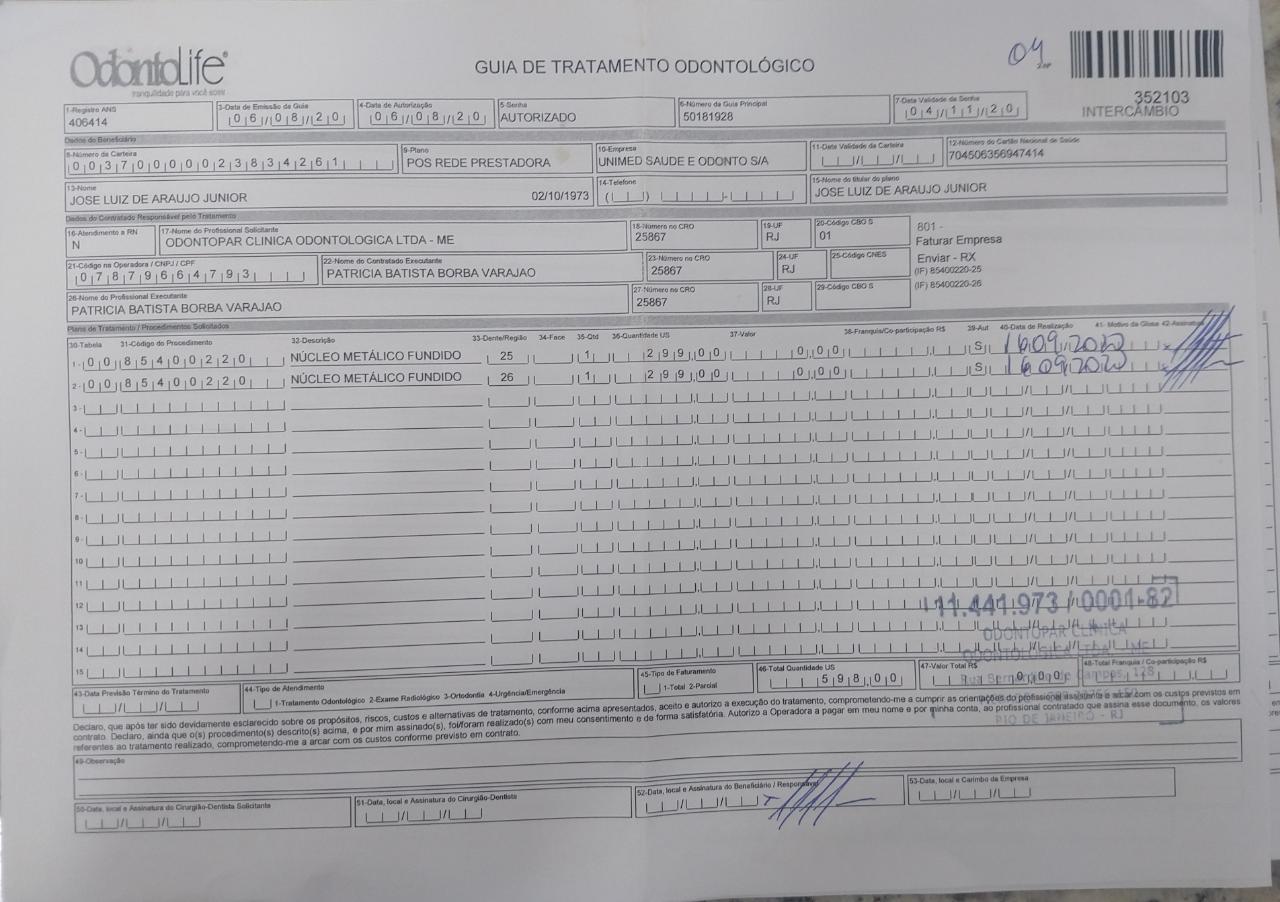 OdontoLife®
tranquilidade para você sorrir
GUIA DE TRATAMENTO ODONTOLÓGICO
04
352103
INTERCÂMBIO
1-Registro ANS
406414
3-Data de Emissão da Guia
06/08/20
4-Data de Autorização
06/08/20
5-Senha
AUTORIZADO
6-Número da Guia Principal
50181928
7-Data Validade da Senha
04/11/20
Dados do Beneficiário
8-Número da Carteira
00370000023834261
9-Plano
POS REDE PRESTADORA
10-Empresa
UNIMED SAUDE E ODONTO S/A
11-Data Validade da Carteira
12-Número do Cartão Nacional de Saúde
704506356947414
13-Nome
JOSE LUIZ DE ARAUJO JUNIOR 02/10/1973
14-Telefone
15-Nome do titular do plano
JOSE LUIZ DE ARAUJO JUNIOR
Dados do Contratado Responsável pelo Tratamento
16-Atendimento a RN
N
17-Nome do Profissional Solicitante
ODONTOPAR CLINICA ODONTOLOGICA LTDA - ME
18-Número no CRO
25867
19-UF
RJ
20-Código CBO S
01
801 -
Faturar Empresa
Enviar - RX
(IF) 85400220-25
(IF) 85400220-26
21-Código na Operadora / CNPJ / CPF
07879664793
22-Nome do Contratado Executante
PATRICIA BATISTA BORBA VARAJAO
23-Número no CRO
25867
24-UF
RJ
25-Código CNES
26-Nome do Profissional Executante
PATRICIA BATISTA BORBA VARAJAO
27-Número no CRO
25867
28-UF
RJ
29-Código CBO S
Plano de Tratamento / Procedimentos Solicitados
30-Tabela 31-Código do Procedimento 32-Descrição 33-Dente/Região 34-Face 35-Qtd 36-Quantidade US 37-Valor 38-Franquia/Co-participação R$ 39-Aut 40-Data de Realização 41- Motivo da Glosa 42-Assinatura
1- 00 85400220 NÚCLEO METÁLICO FUNDIDO 25 1 299,00 0,00 S 16/09/2020
2- 00 85400220 NÚCLEO METÁLICO FUNDIDO 26 1 299,00 0,00 S 16/09/2020
3-
4-
5-
6-
7-
8-
9-
10
11
12
13
14
15
11.441.973/0001-82
ODONTOPAR CLINICA
ODONTOLÓGICA LTDA - ME
RIO DE JANEIRO - RJ
43-Data Previsão Término do Tratamento
44-Tipo de Atendimento
1-Tratamento Odontológico 2-Exame Radiológico 3-Ortodontia 4-Urgência/Emergência
45-Tipo de Faturamento
1-Total 2-Parcial
46-Total Quantidade US
598,00
47-Valor Total R$
0,00
48-Total Franquia / Co-participação R$
Declaro, que após ter sido devidamente esclarecido sobre os propósitos, riscos, custos e alternativas de tratamento, conforme acima apresentados, aceito e autorizo a execução do tratamento, comprometendo-me a cumprir as orientações do profissional assistente e arcar com os custos previstos em
contrato. Declaro, ainda que o(s) procedimento(s) descrito(s) acima, e por mim assinado(s), foi/foram realizado(s) com meu consentimento e de forma satisfatória. Autorizo a Operadora a pagar em meu nome e por minha conta, ao profissional contratado que assina esse documento, os valores
referentes ao tratamento realizado, comprometendo-me a arcar com os custos conforme previsto em contrato.
49-Observação
50-Data, local e Assinatura do Cirurgião-Dentista Solicitante
51-Data, local e Assinatura do Cirurgião-Dentista
52-Data, local e Assinatura do Beneficiário / Responsável
53-Data, local e Carimbo da Empresa